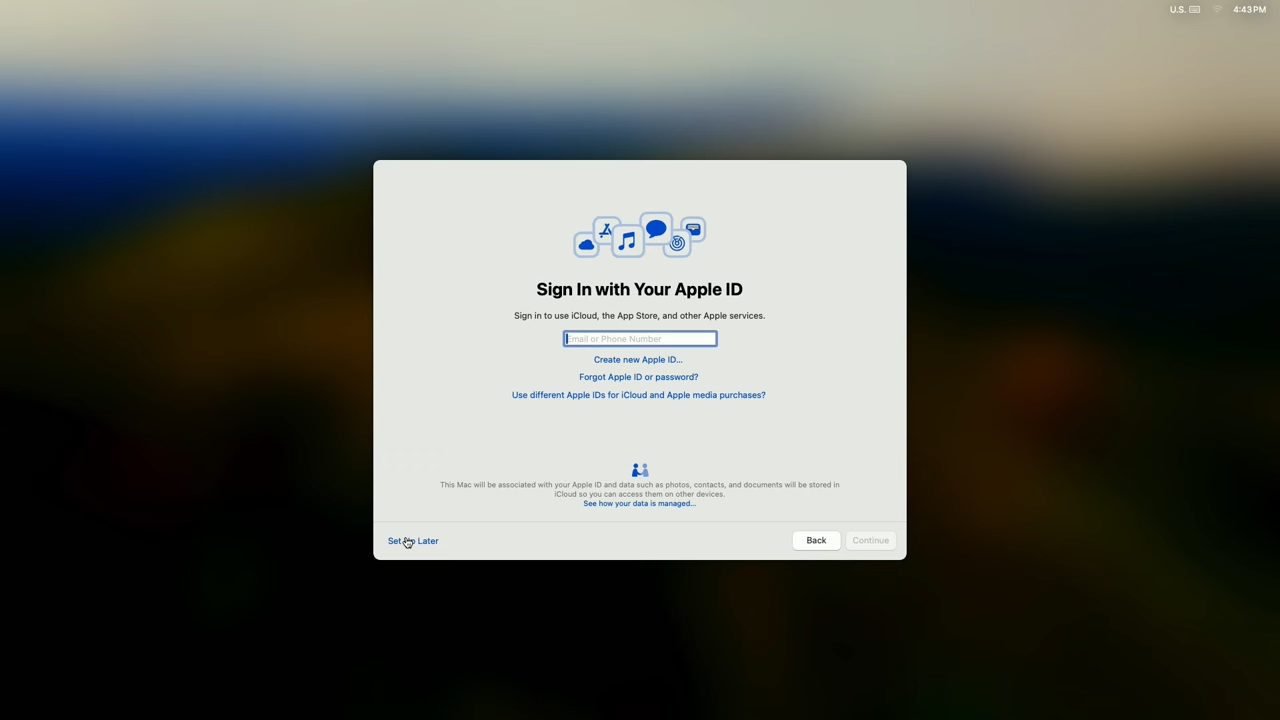 U.S. 4:43 PM
Sign In with Your Apple ID
Sign in to use iCloud, the App Store, and other Apple services.
Email or Phone Number
Create new Apple ID...
Forgot Apple ID or password?
Use different Apple IDs for iCloud and Apple media purchases?
This Mac will be associated with your Apple ID and data such as photos, contacts, and documents will be stored in
iCloud so you can access them on other devices.
See how your data is managed...
Set Up Later
Back
Continue